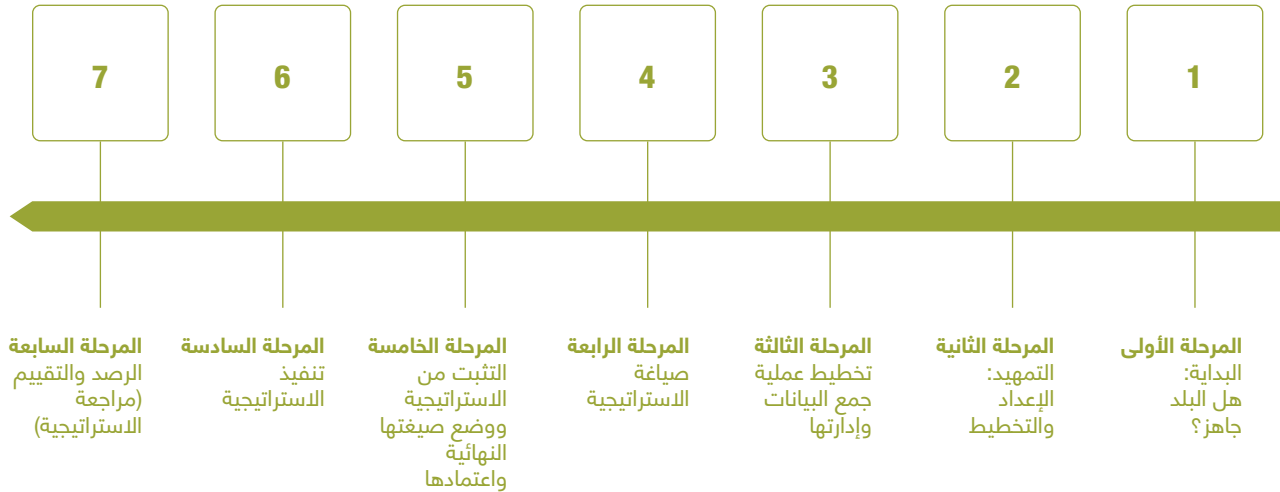 1
2
3
4
5
6
7
المرحلة الأولى
البداية:
هل البلد
جاهز؟
المرحلة الثانية
التمهيد:
الإعداد
والتخطيط
المرحلة الثالثة
تخطيط عملية
جمع البيانات
وإدارتها
المرحلة الرابعة
صياغة
الاستراتيجية
المرحلة الخامسة
التثبت من
الاستراتيجية
ووضع صيغتها
النهائية
واعتمادها
المرحلة السادسة
تنفيذ
الاستراتيجية
المرحلة السابعة
الرصد والتقييم
(مراجعة
الاستراتيجية)